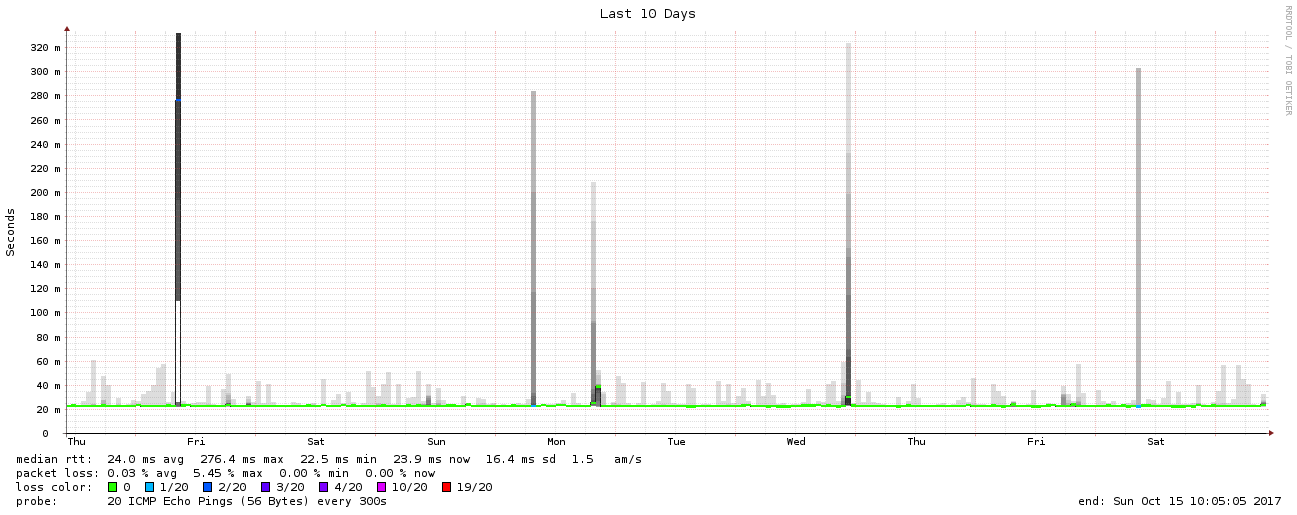 Last 10 Days
RRDTOOL / TOBI OETIKER
Seconds
320 m
300 m
280 m
260 m
240 m
220 m
200 m
180 m
160 m
140 m
120 m
100 m
80 m
60 m
40 m
20 m
0
Thu Fri Sat Sun Mon Tue Wed Thu Fri Sat
median rtt: 24.0 ms avg 276.4 ms max 22.5 ms min 23.9 ms now 16.4 ms sd 1.5 am/s
packet loss: 0.03 % avg 5.45 % max 0.00 % min 0.00 % now
loss color: 0 1/20 2/20 3/20 4/20 10/20 19/20
probe: 20 ICMP Echo Pings (56 Bytes) every 300s end: Sun Oct 15 10:05:05 2017